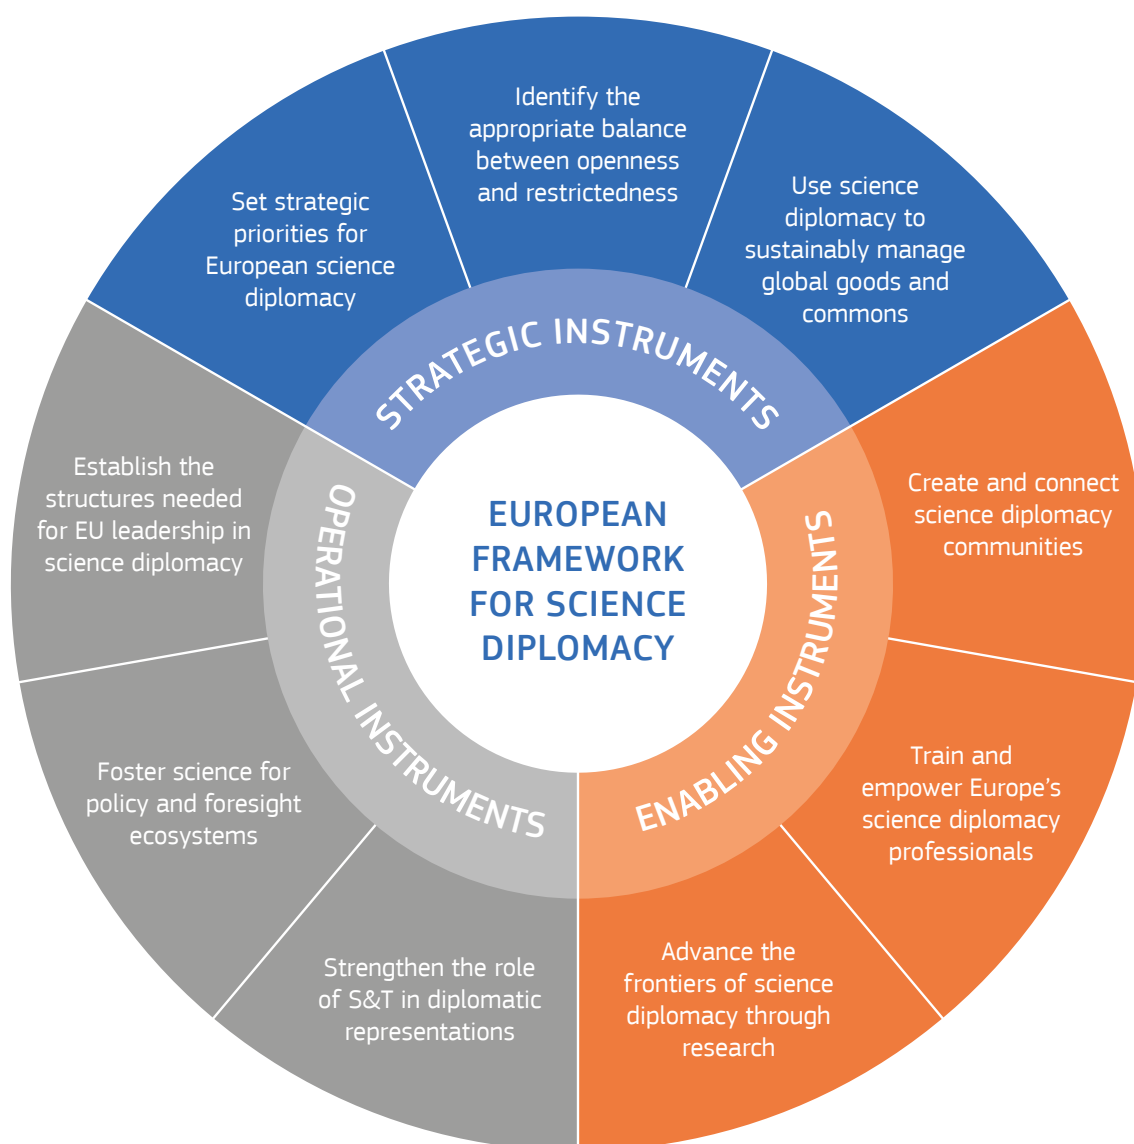 EUROPEAN
FRAMEWORK
FOR SCIENCE
DIPLOMACY
STRATEGIC INSTRUMENTS
Set strategic
priorities for
European science
diplomacy
Identify the
appropriate balance
between openness
and restrictedness
Use science
diplomacy to
sustainably manage
global goods and
commons
ENABLING INSTRUMENTS
Create and connect
science diplomacy
communities
Train and
empower Europe’s
science diplomacy
professionals
Advance the
frontiers of science
diplomacy through
research
OPERATIONAL INSTRUMENTS
Strengthen the role
of S&T in diplomatic
representations
Foster science for
policy and foresight
ecosystems
Establish the
structures needed
for EU leadership in
science diplomacy